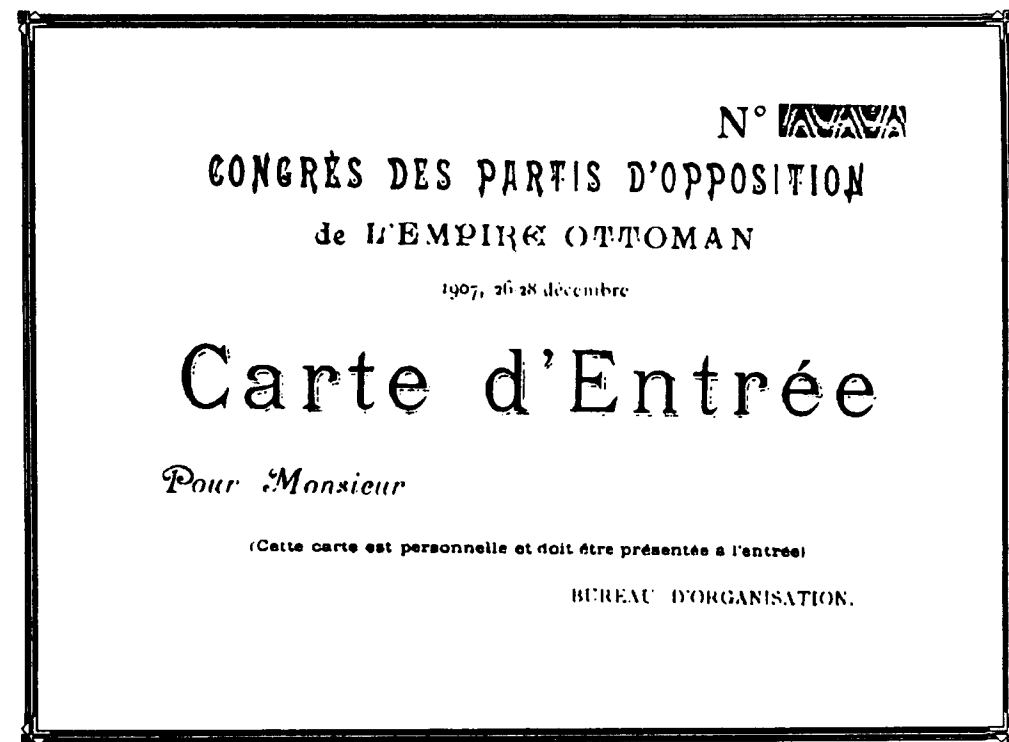 N°
CONGRÈS DES PARTIS D'OPPOSITION
de L'EMPIRE OTTOMAN
1907, 26-28 décembre
Carte d'Entrée
Pour Monsieur
(Cette carte est personnelle et doit être présentée à l'entrée)
BUREAU D'ORGANISATION.